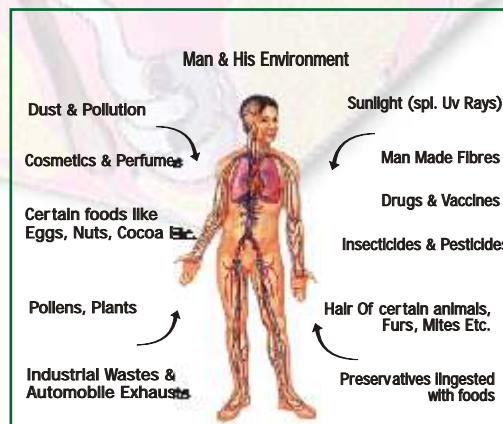 Man & His Environment
Dust & Pollution
Cosmetics & Perfumes
Certain foods like
Eggs, Nuts, Cocoa Etc.
Pollens, Plants
Industrial Wastes &
Automobile Exhausts
Sunlight (spl. Uv Rays)
Man Made Fibres
Drugs & Vaccines
Insecticides & Pesticides
Hair Of certain animals,
Furs, Mites Etc.
Preservatives Iingested
with foods